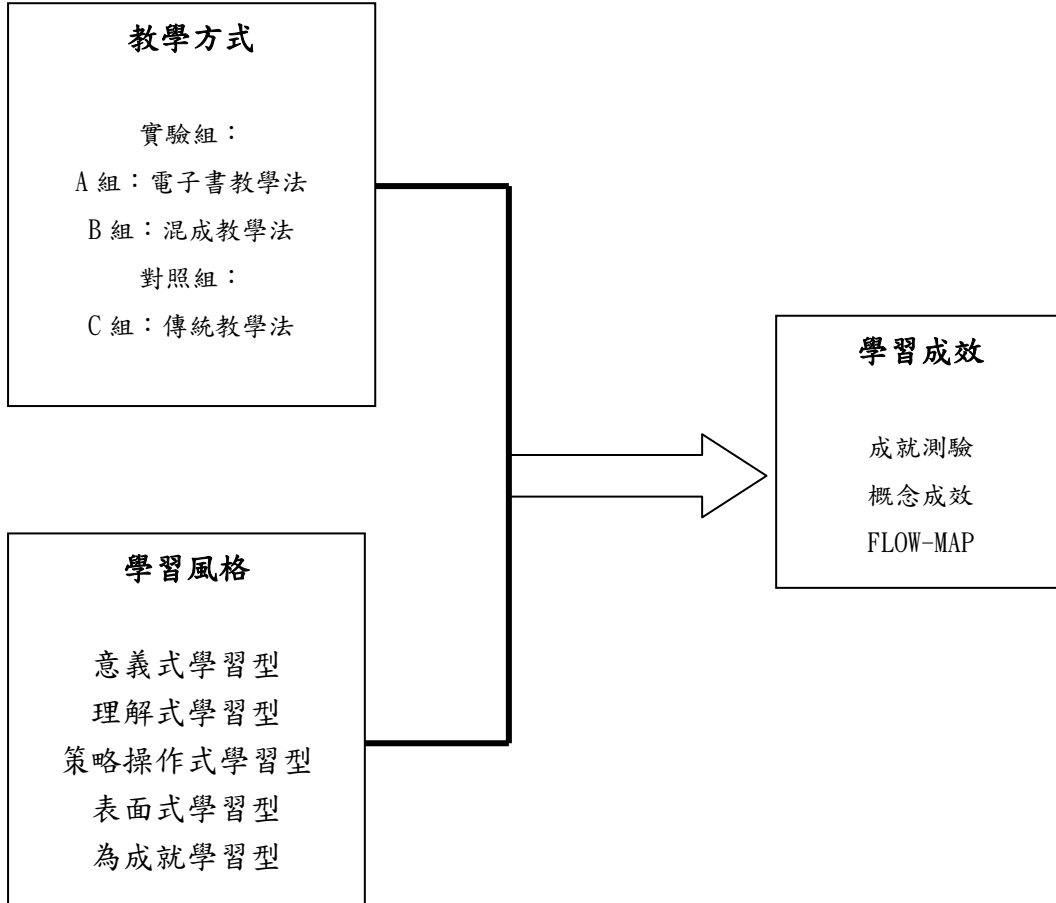 教學方式
實驗組：
A 組：電子書教學法
B 組：混成教學法
對照組：
C 組：傳統教學法
學習風格
意義式學習型
理解式學習型
策略操作式學習型
表面式學習型
為成就學習型
學習成效
成就測驗
概念成效
FLOW-MAP